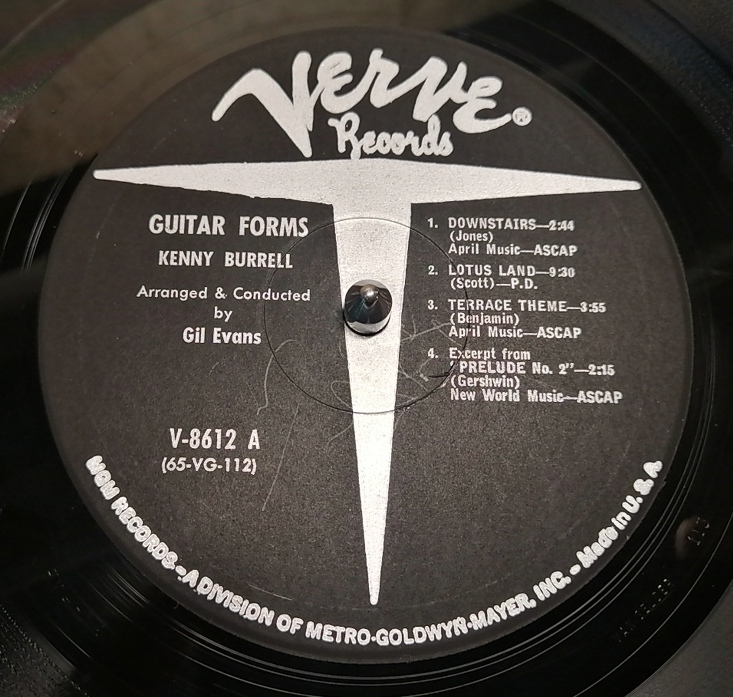 Verve ®
Records
GUITAR FORMS
KENNY BURRELL
Arranged & Conducted
by
Gil Evans
V-8612 A
(65-VG-112)
1. DOWNSTAIRS—2:44
(Jones)
April Music—ASCAP
2. LOTUS LAND—9:30
(Scott)—P.D.
3. TERRACE THEME—3:55
(Benjamin)
April Music—ASCAP
4. Excerpt from
"PRELUDE No. 2"—2:15
(Gershwin)
New World Music—ASCAP
MGM RECORDS – A DIVISION OF METRO-GOLDWYN-MAYER, INC. – Made in U. S. A.